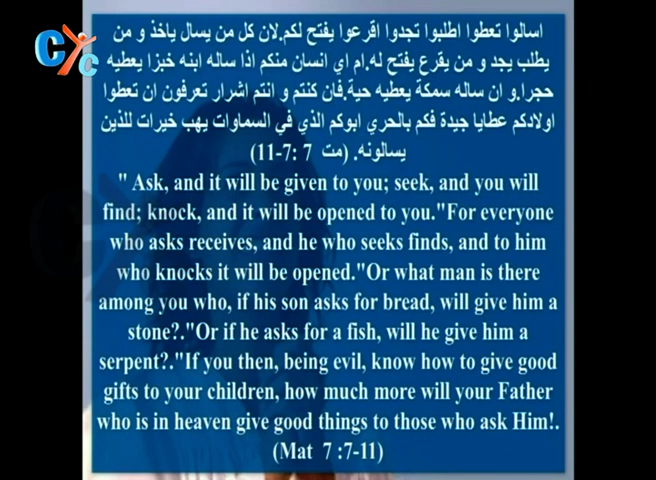 CYC
اسالوا تعطوا اطلبوا تجدوا اقرعوا يفتح لكم.لان كل من يسال ياخذ و من
يطلب يجد و من يقرع يفتح له.ام اي انسان منكم اذا ساله ابنه خبزا يعطيه
حجرا.و ان ساله سمكة يعطيه حية.فان كنتم و انتم اشرار تعرفون ان تعطوا
اولادكم عطايا جيدة فكم بالحري ابوكم الذي في السماوات يهب خيرات للذين
يسالونه. (مت 7 :7-11)
" Ask, and it will be given to you; seek, and you will
find; knock, and it will be opened to you."For everyone
who asks receives, and he who seeks finds, and to him
who knocks it will be opened."Or what man is there
among you who, if his son asks for bread, will give him a
stone?."Or if he asks for a fish, will he give him a
serpent?."If you then, being evil, know how to give good
gifts to your children, how much more will your Father
who is in heaven give good things to those who ask Him!.
(Mat 7 :7-11)